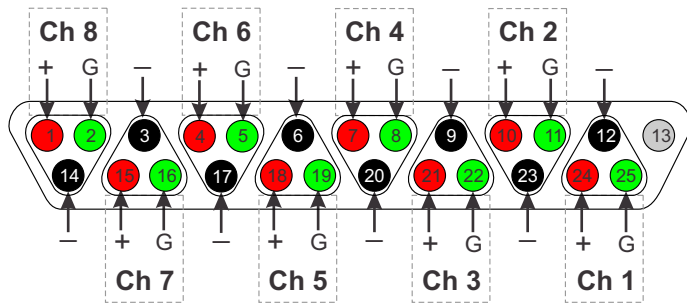 Ch 8 Ch 6 Ch 4 Ch 2
+ G – + G – + G – + G –
1 2 3 4 5 6 7 8 9 10 11 12 13
14 15 16 17 18 19 20 21 22 23 24 25
– + G – + G – + G – + G
Ch 7 Ch 5 Ch 3 Ch 1